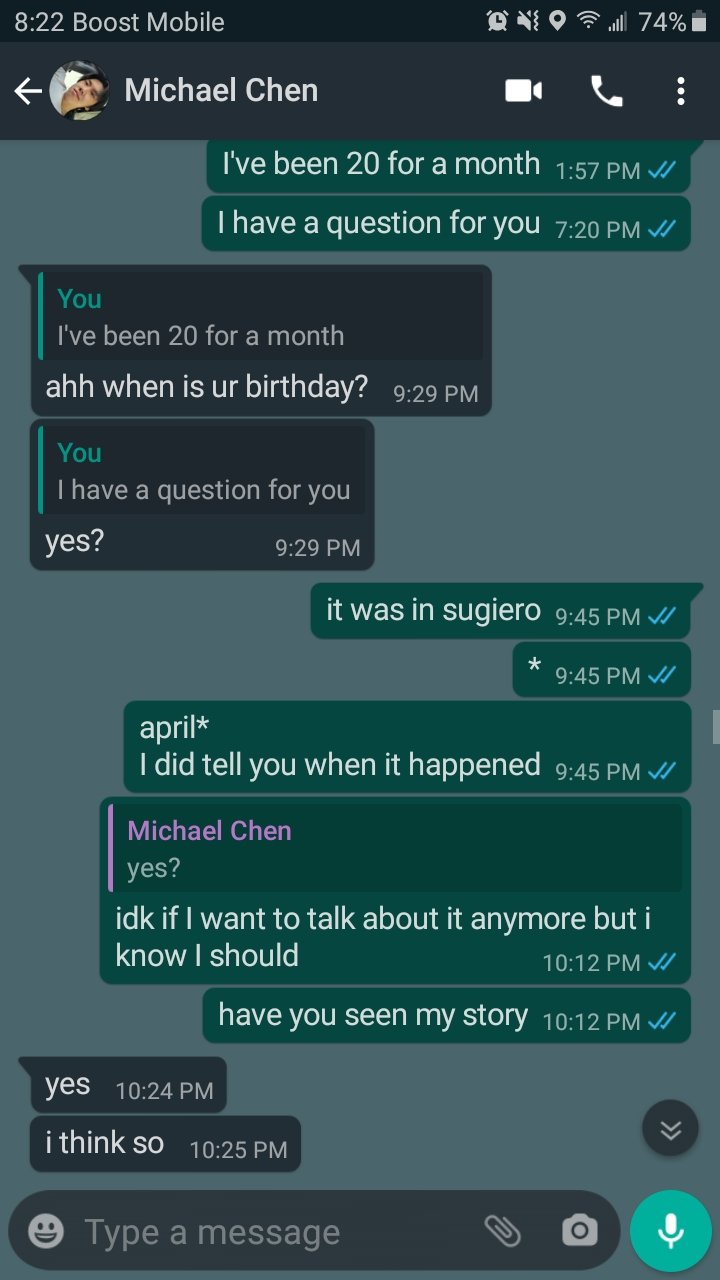 8:22 Boost Mobile 74%
Michael Chen
I've been 20 for a month 1:57 PM
I have a question for you 7:20 PM
You
I've been 20 for a month
ahh when is ur birthday? 9:29 PM
You
I have a question for you
yes? 9:29 PM
it was in sugiero 9:45 PM
* 9:45 PM
april*
I did tell you when it happened 9:45 PM
Michael Chen
yes?
idk if I want to talk about it anymore but i
know I should 10:12 PM
have you seen my story 10:12 PM
yes 10:24 PM
i think so 10:25 PM
Type a message